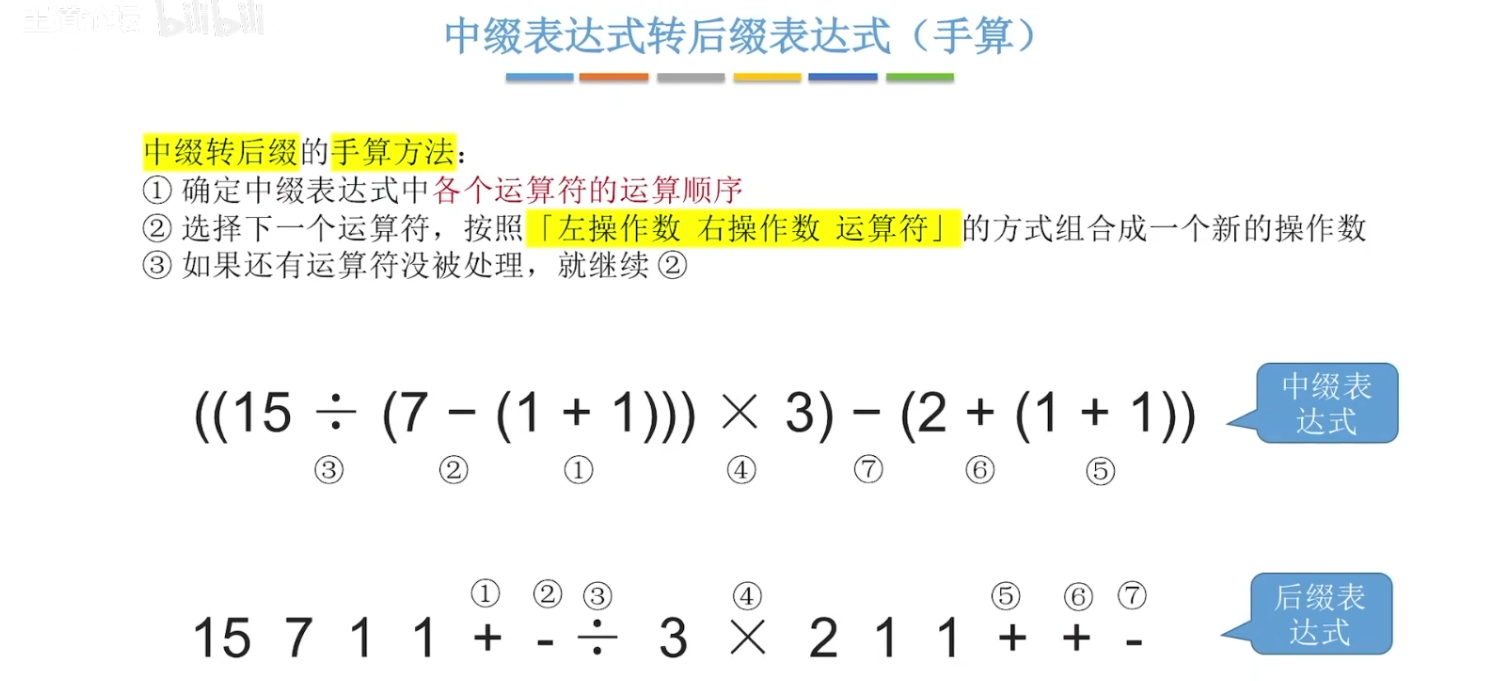 bilibili
中缀表达式转后缀表达式（手算）
中缀转后缀的手算方法：
① 确定中缀表达式中各个运算符的运算顺序
② 选择下一个运算符，按照「左操作数 右操作数 运算符」的方式组合成一个新的操作数
③ 如果还有运算符没被处理，就继续 ②
((15 ÷ (7 − (1 + 1))) × 3) − (2 + (1 + 1))
中缀表
达式
③ ② ① ④ ⑦ ⑥ ⑤
① ② ③ ④ ⑤ ⑥ ⑦
15 7 1 1 + - ÷ 3 × 2 1 1 + + -
后缀表
达式